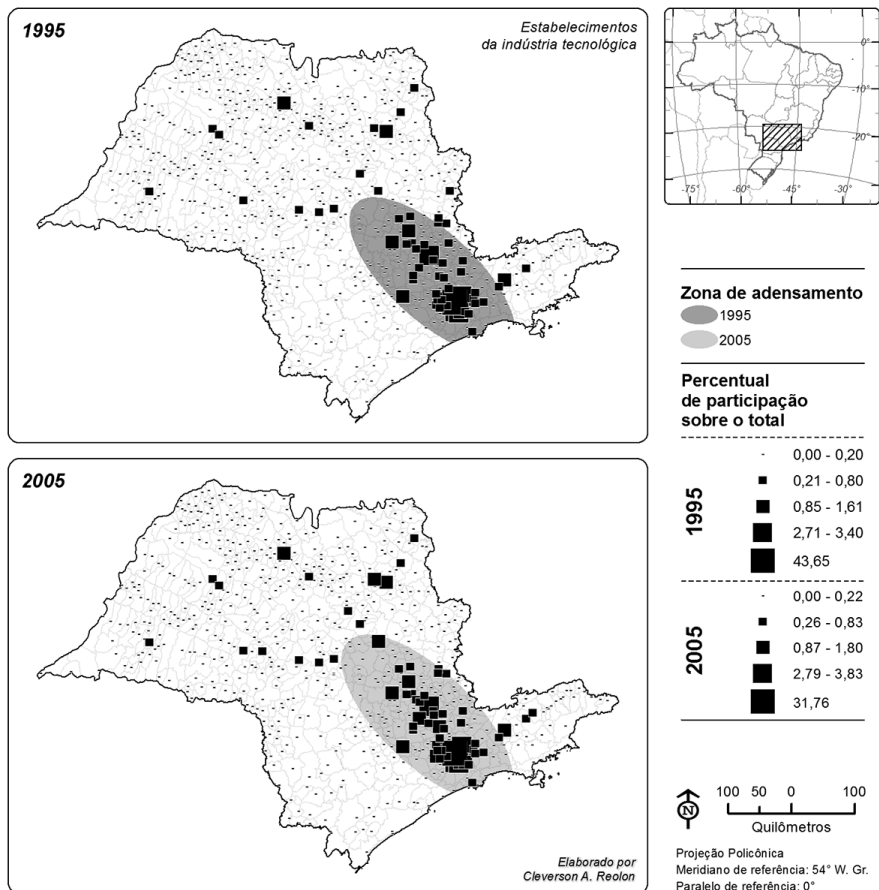 1995
Estabelecimentos
da indústria tecnológica
0°
-10°
-20°
-75°
-60°
-45°
-30°
Zona de adensamento
1995
2005
Percentual
de participação
sobre o total
1995
0,00 - 0,20
0,21 - 0,80
0,85 - 1,61
2,71 - 3,40
43,65
2005
0,00 - 0,22
0,26 - 0,83
0,87 - 1,80
2,79 - 3,83
31,76
2005
Elaborado por
Cleverson A. Reolon
N
100 50 0 100
Quilômetros
Projeção Policônica
Meridiano de referência: 54° W. Gr.
Paralelo de referência: 0°